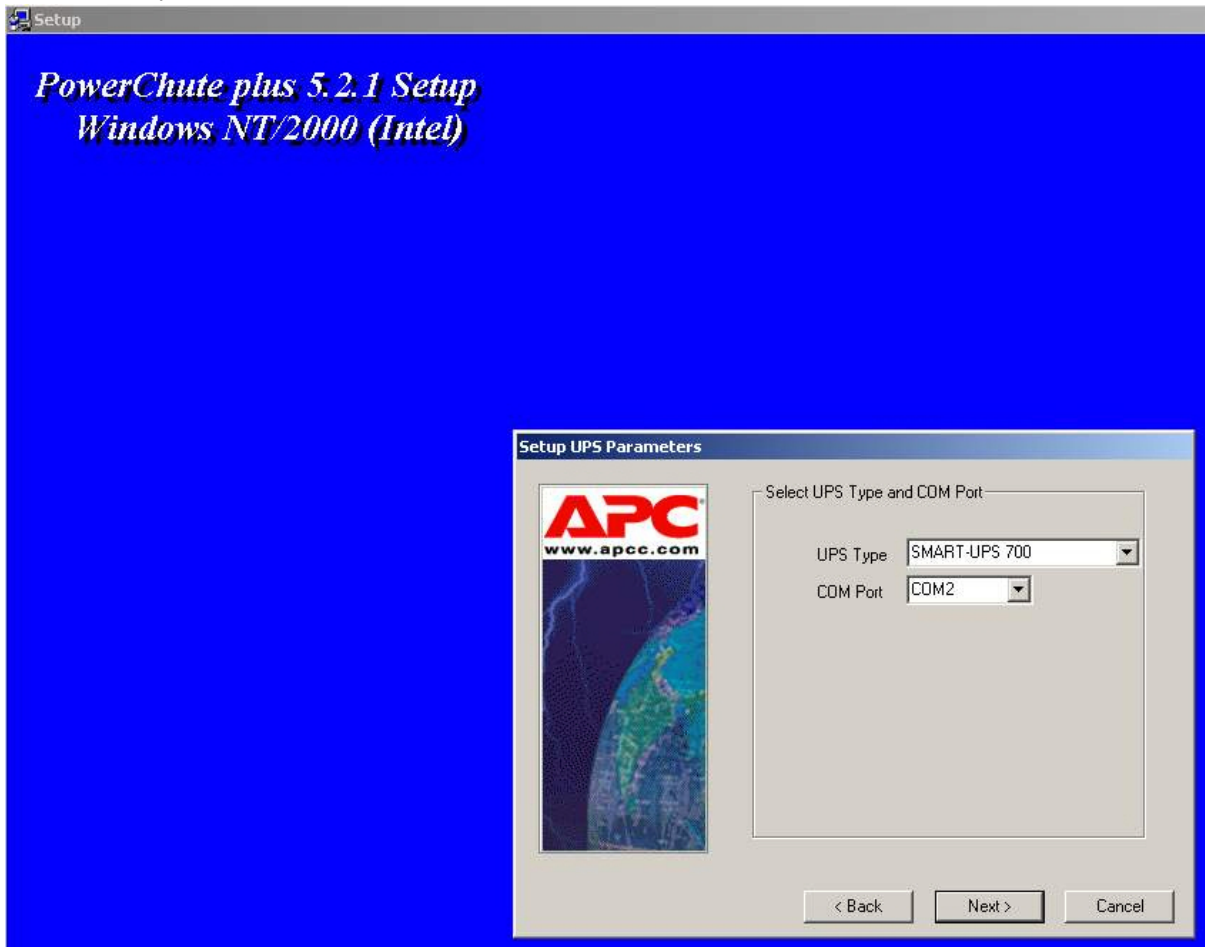 Setup
PowerChute plus 5.2.1 Setup
Windows NT/2000 (Intel)
Setup UPS Parameters
APC
www.apcc.com
Select UPS Type and COM Port
UPS Type SMART-UPS 700
COM Port COM2
< Back Next > Cancel